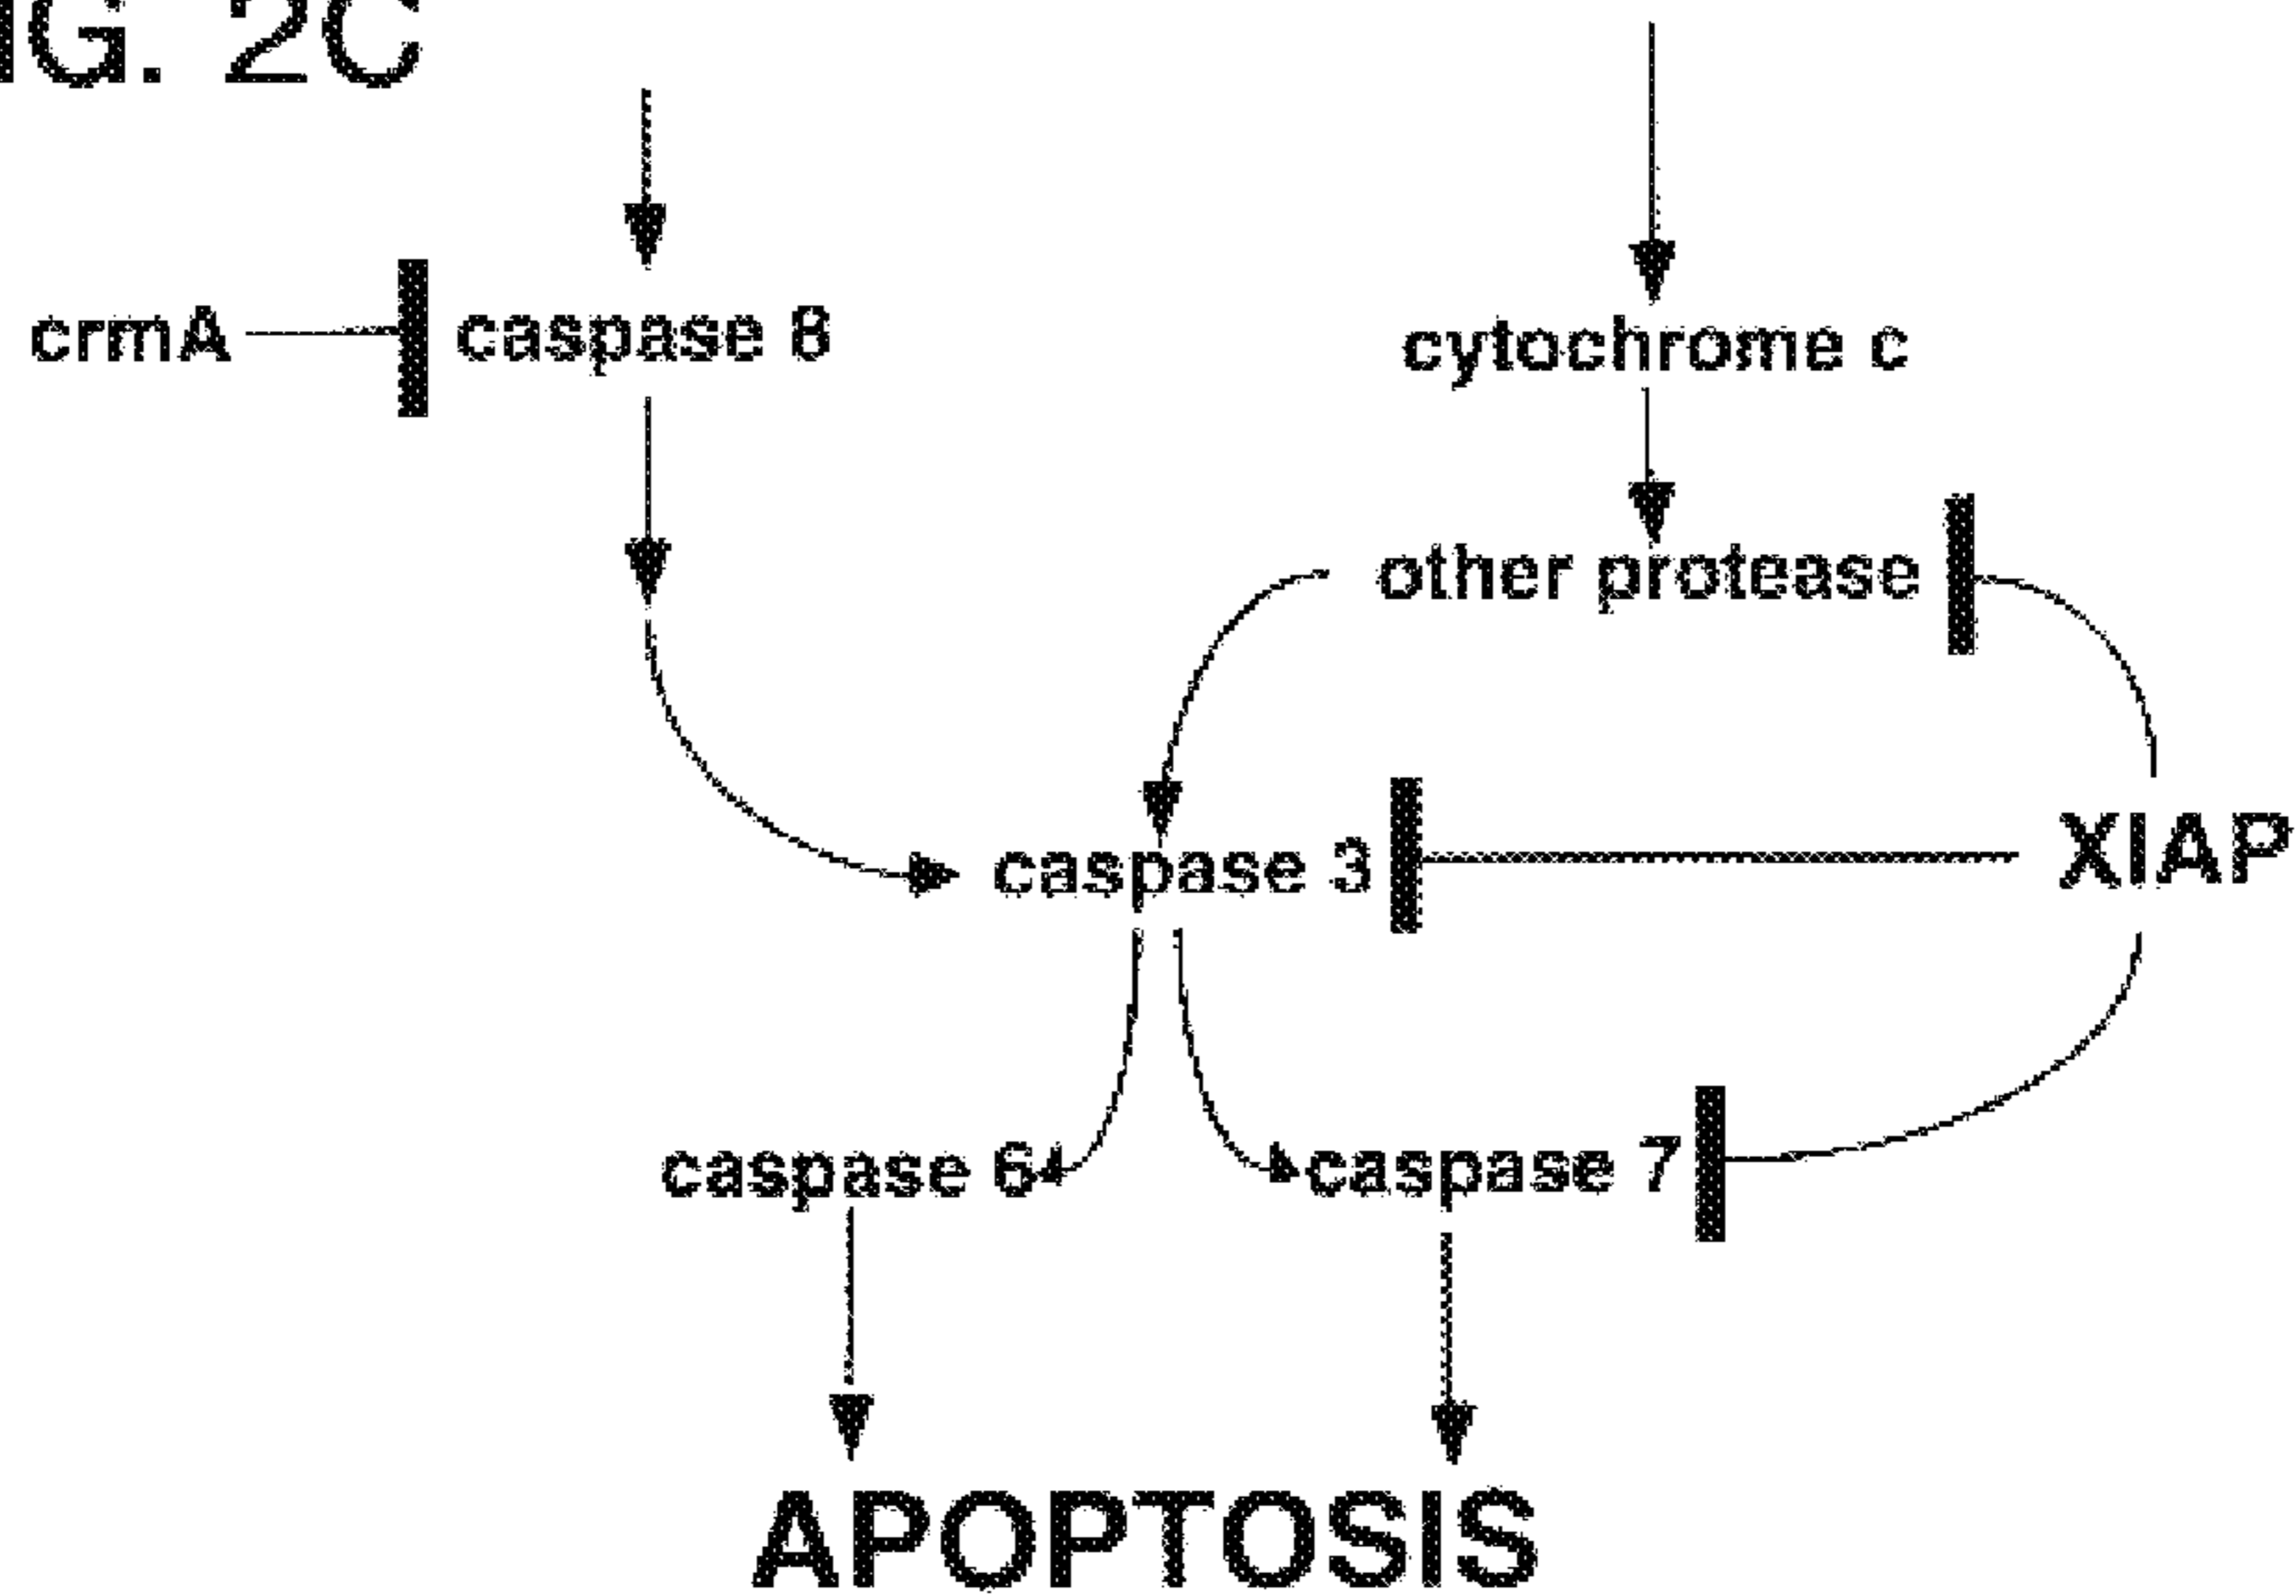 IG. 2C
crmA
caspase 8
cytochrome c
other protease
caspase 3
XIAP
caspase 6
caspase 7
APOPTOSIS